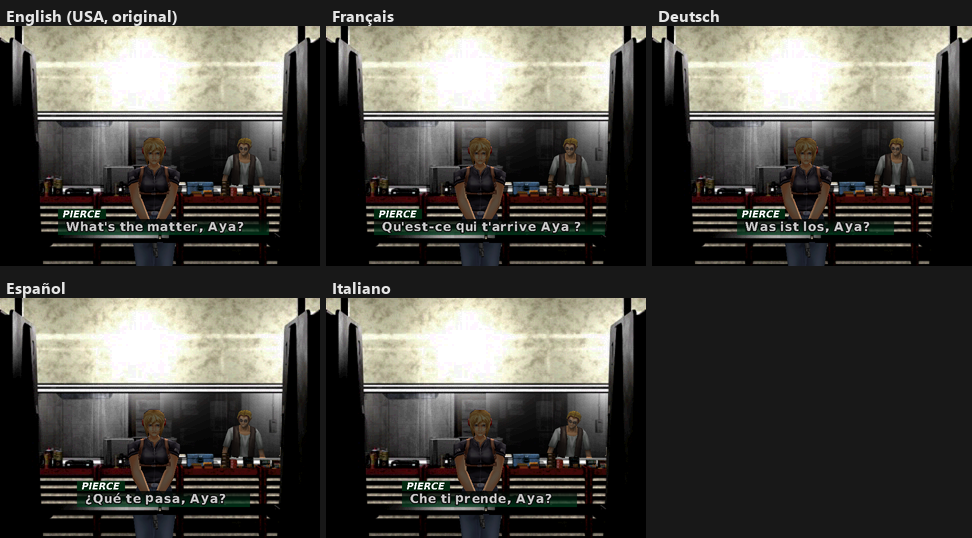 English (USA, original)
Français
Deutsch
PIERCE
What's the matter, Aya?
PIERCE
Qu'est-ce qui t'arrive Aya ?
PIERCE
Was ist los, Aya?
Español
Italiano
PIERCE
¿Qué te pasa, Aya?
PIERCE
Che ti prende, Aya?